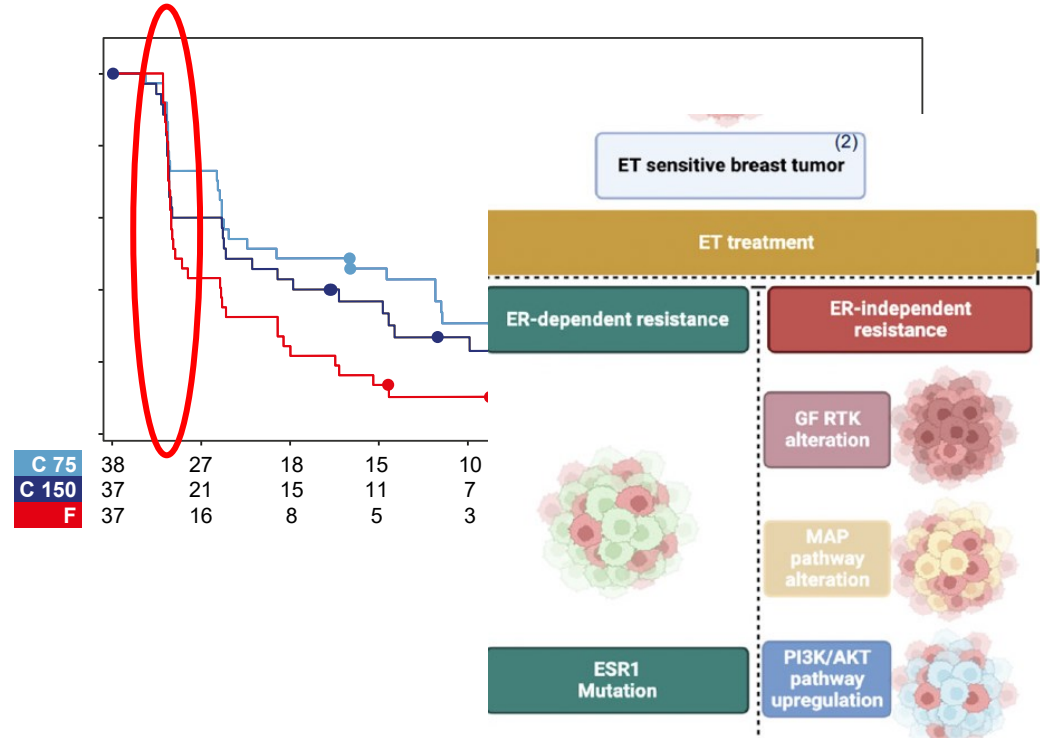 (2)
ET sensitive breast tumor
ET treatment
ER-dependent resistance
ER-independent
resistance
GF RTK
alteration
MAP
pathway
alteration
ESR1
Mutation
PI3K/AKT
pathway
upregulation
C 75 38 27 18 15 10
C 150 37 21 15 11 7
F 37 16 8 5 3